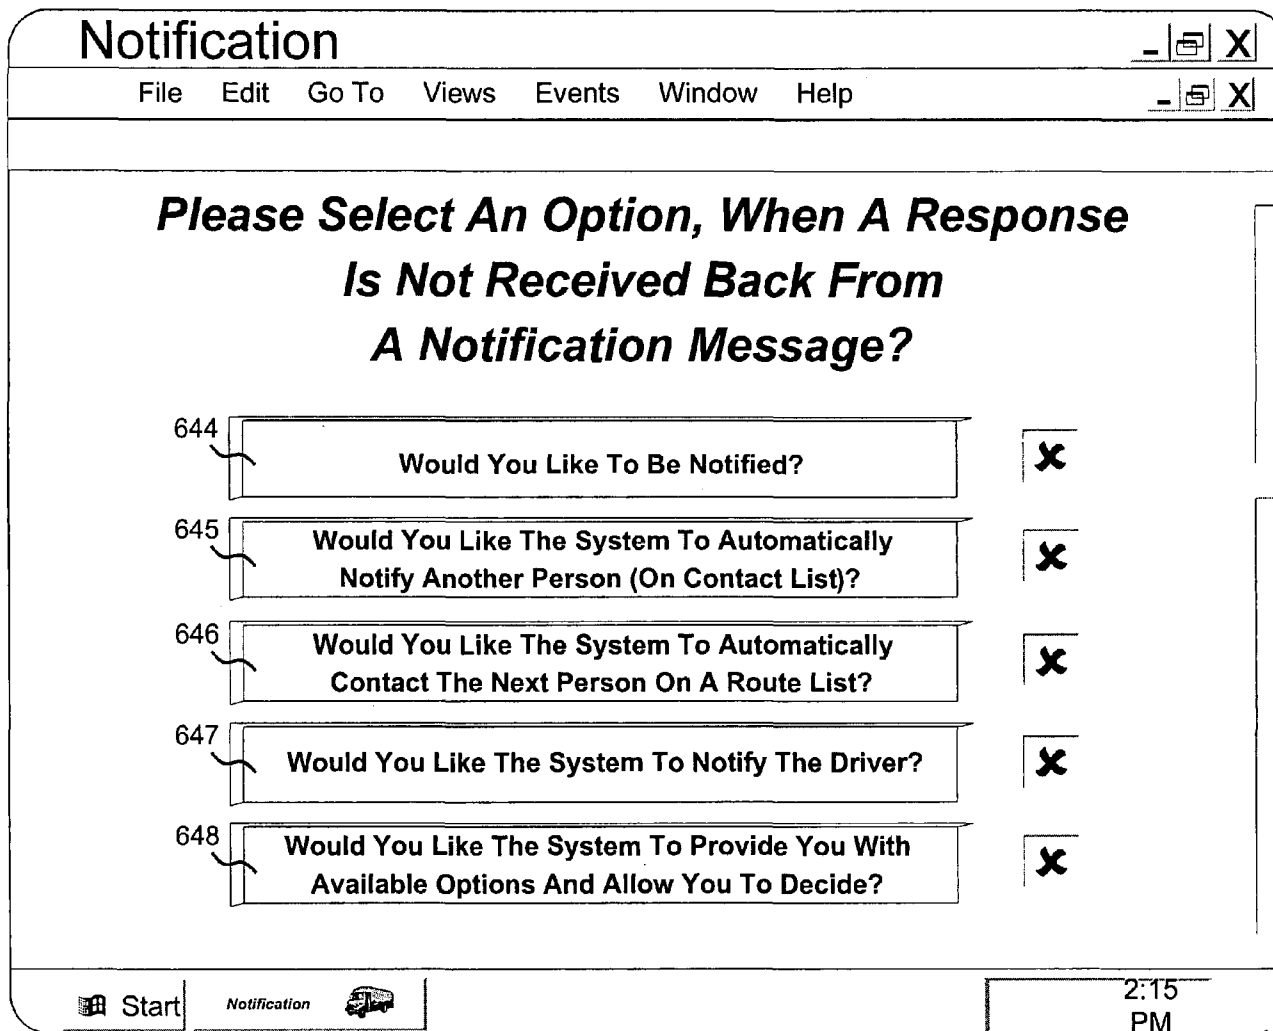 Notification
File Edit Go To Views Events Window Help
Please Select An Option, When A Response
Is Not Received Back From
A Notification Message?
644
Would You Like To Be Notified?
645
Would You Like The System To Automatically
Notify Another Person (On Contact List)?
646
Would You Like The System To Automatically
Contact The Next Person On A Route List?
647
Would You Like The System To Notify The Driver?
648
Would You Like The System To Provide You With
Available Options And Allow You To Decide?
Start Notification 2:15
PM